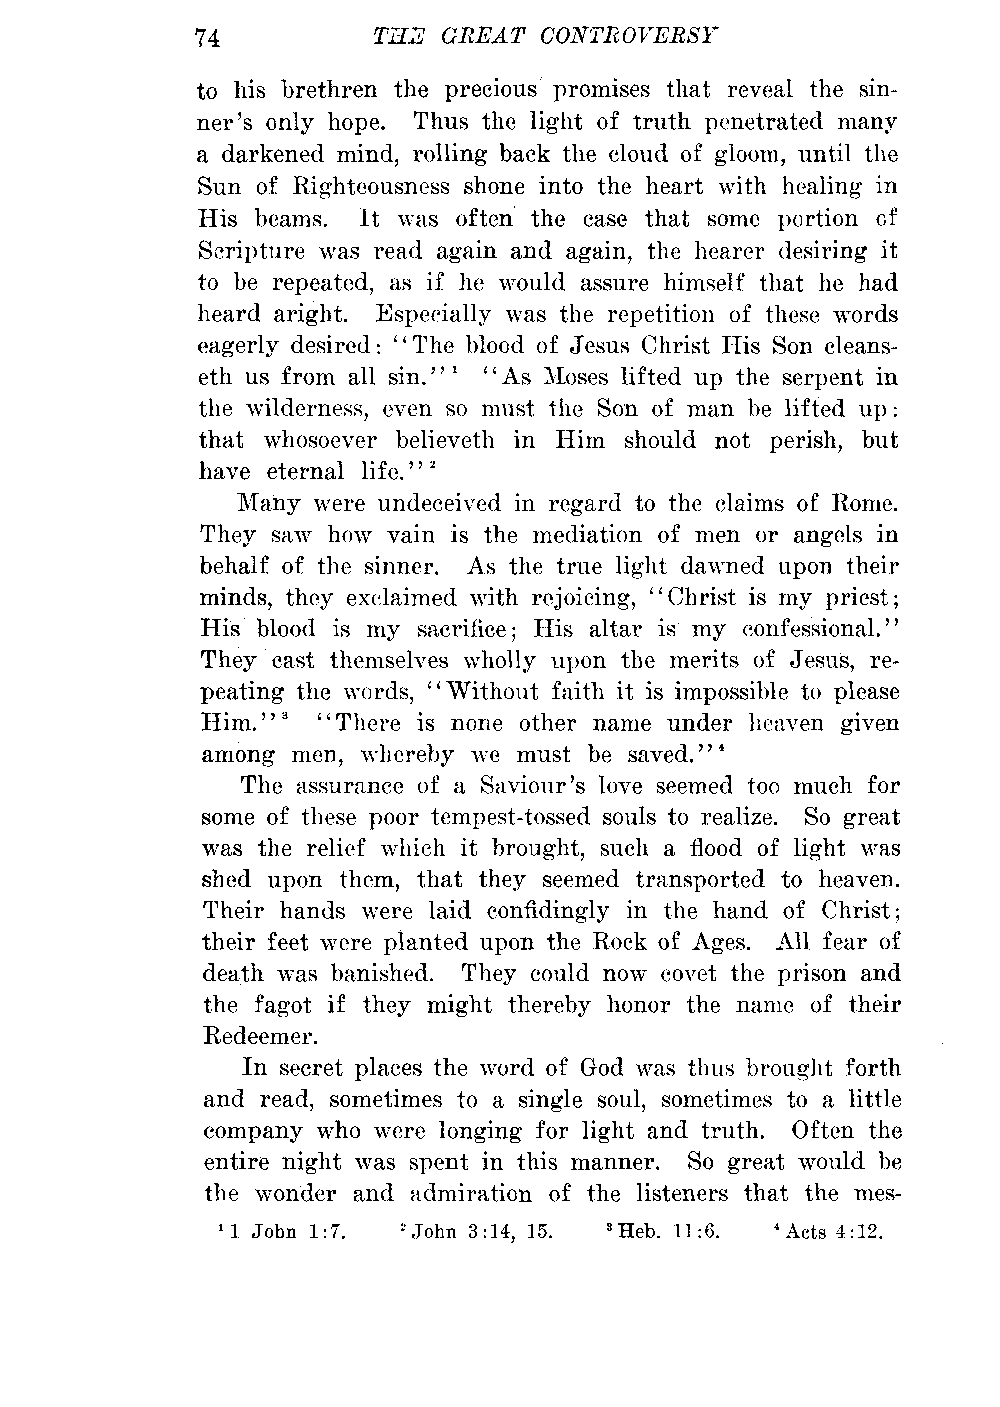 74 THE GREAT CONTROVERSY
to his brethren the precious promises that reveal the sin-
ner's only hope. Thus the light of truth penetrated many
a darkened mind, rolling back the cloud of gloom, until the
Sun of Righteousness shone into the heart with healing in
His beams. It was often the case that some portion of
Scripture was read again and again, the hearer desiring it
to be repeated, as if he would assure himself that he had
heard aright. Especially was the repetition of these words
eagerly desired: “The blood of Jesus Christ His Son cleans-
eth us from all sin.”¹ “As Moses lifted up the serpent in
the wilderness, even so must the Son of man be lifted up:
that whosoever believeth in Him should not perish, but
have eternal life.”²
Many were undeceived in regard to the claims of Rome.
They saw how vain is the mediation of men or angels in
behalf of the sinner. As the true light dawned upon their
minds, they exclaimed with rejoicing, “Christ is my priest;
His blood is my sacrifice; His altar is my confessional.”
They cast themselves wholly upon the merits of Jesus, re-
peating the words, “Without faith it is impossible to please
Him.”³ “There is none other name under heaven given
among men, whereby we must be saved.”⁴
The assurance of a Saviour's love seemed too much for
some of these poor tempest-tossed souls to realize. So great
was the relief which it brought, such a flood of light was
shed upon them, that they seemed transported to heaven.
Their hands were laid confidingly in the hand of Christ;
their feet were planted upon the Rock of Ages. All fear of
death was banished. They could now covet the prison and
the fagot if they might thereby honor the name of their
Redeemer.
In secret places the word of God was thus brought forth
and read, sometimes to a single soul, sometimes to a little
company who were longing for light and truth. Often the
entire night was spent in this manner. So great would be
the wonder and admiration of the listeners that the mes-
¹ 1 John 1:7. ² John 3:14, 15. ³ Heb. 11:6. ⁴ Acts 4:12.